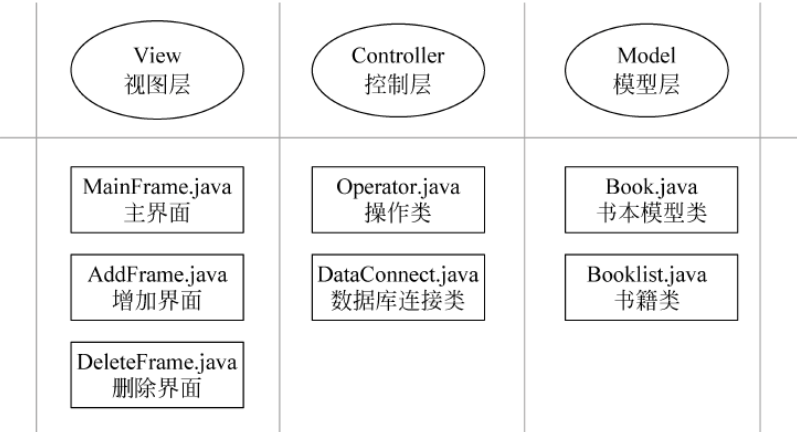 View
视图层
Controller
控制层
Model
模型层
MainFrame.java
主界面
Operator.java
操作类
Book.java
书本模型类
AddFrame.java
增加界面
DataConnect.java
数据库连接类
Booklist.java
书籍类
DeleteFrame.java
删除界面